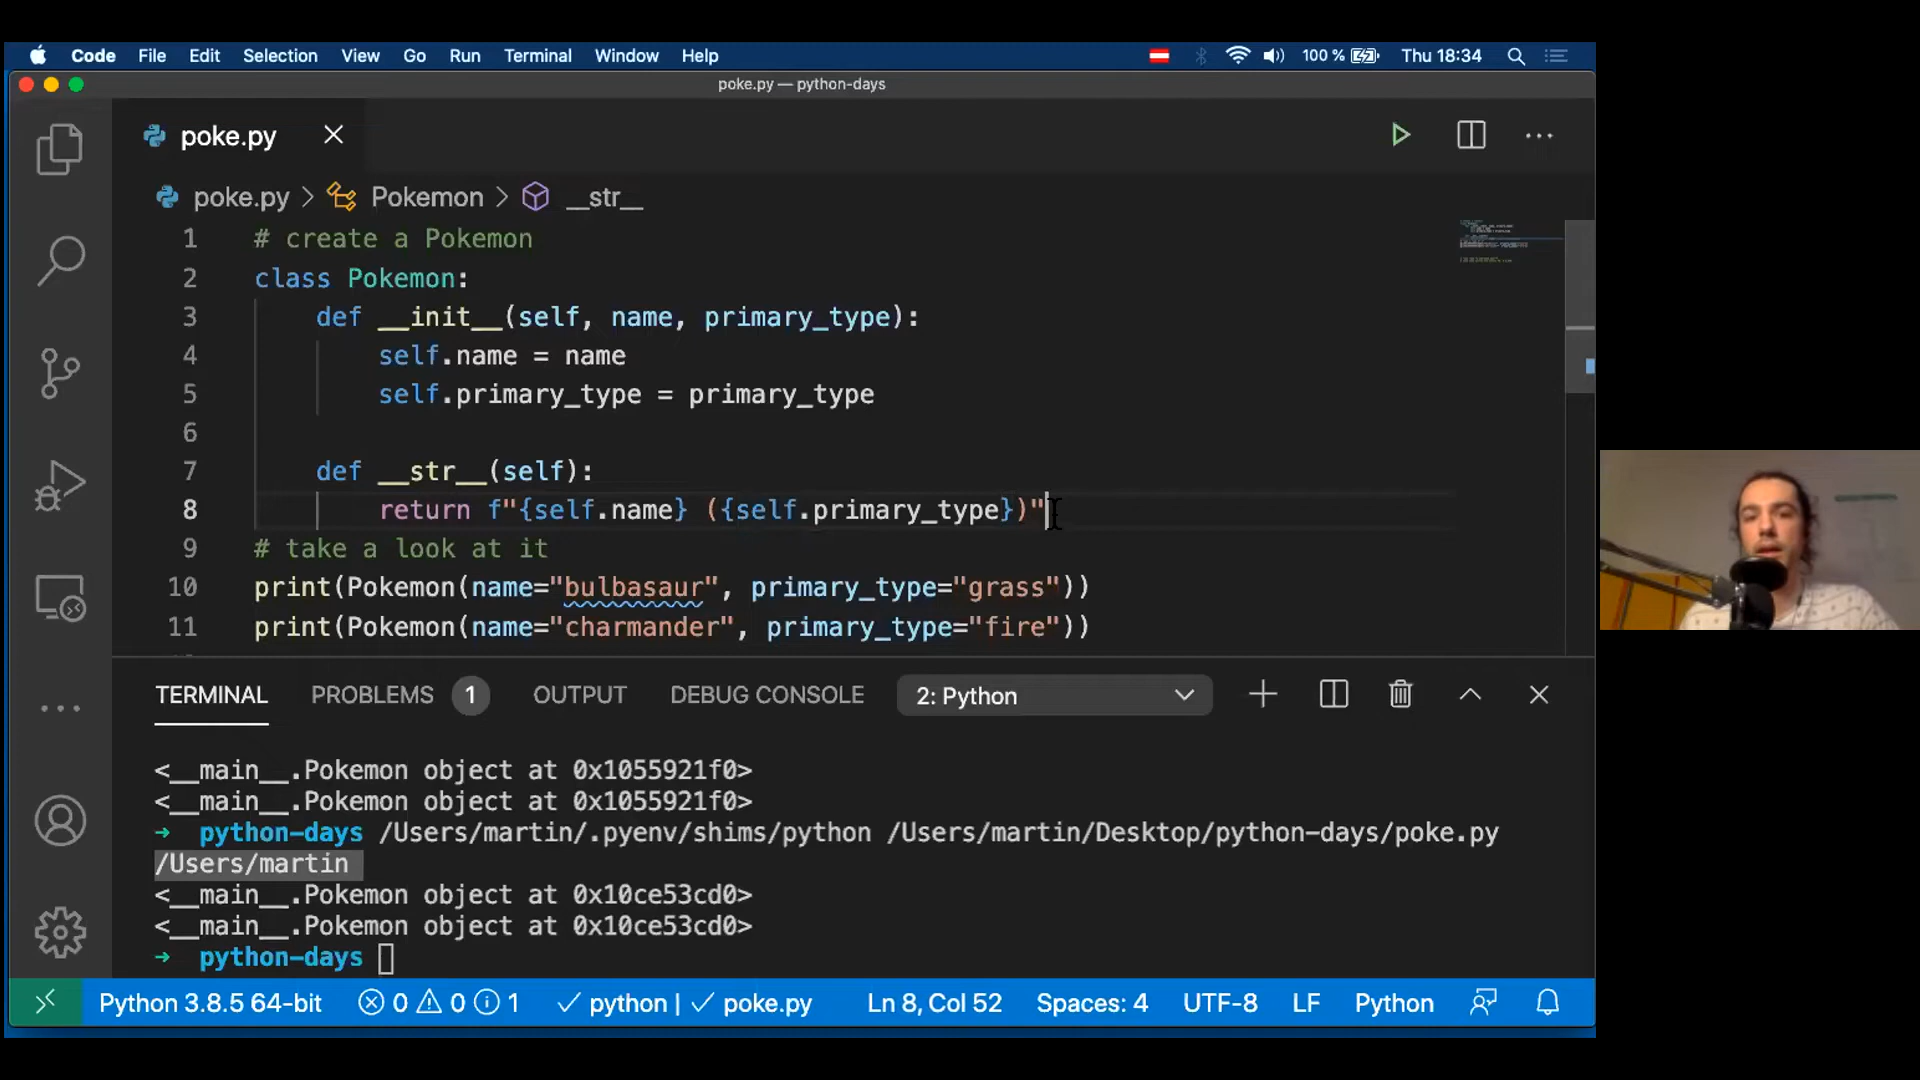 Code File Edit Selection View Go Run Terminal Window Help 100 % Thu 18:34
poke.py — python-days
poke.py
poke.py > Pokemon > __str__
1 # create a Pokemon
2 class Pokemon:
3 def __init__(self, name, primary_type):
4 self.name = name
5 self.primary_type = primary_type
6
7 def __str__(self):
8 return f"{self.name} ({self.primary_type})"
9 # take a look at it
10 print(Pokemon(name="bulbasaur", primary_type="grass"))
11 print(Pokemon(name="charmander", primary_type="fire"))
TERMINAL PROBLEMS 1 OUTPUT DEBUG CONSOLE 2: Python
<__main__.Pokemon object at 0x1055921f0>
<__main__.Pokemon object at 0x1055921f0>
→ python-days /Users/martin/.pyenv/shims/python /Users/martin/Desktop/python-days/poke.py
/Users/martin
<__main__.Pokemon object at 0x10ce53cd0>
<__main__.Pokemon object at 0x10ce53cd0>
→ python-days
Python 3.8.5 64-bit 0 0 1 ✓ python | ✓ poke.py Ln 8, Col 52 Spaces: 4 UTF-8 LF Python